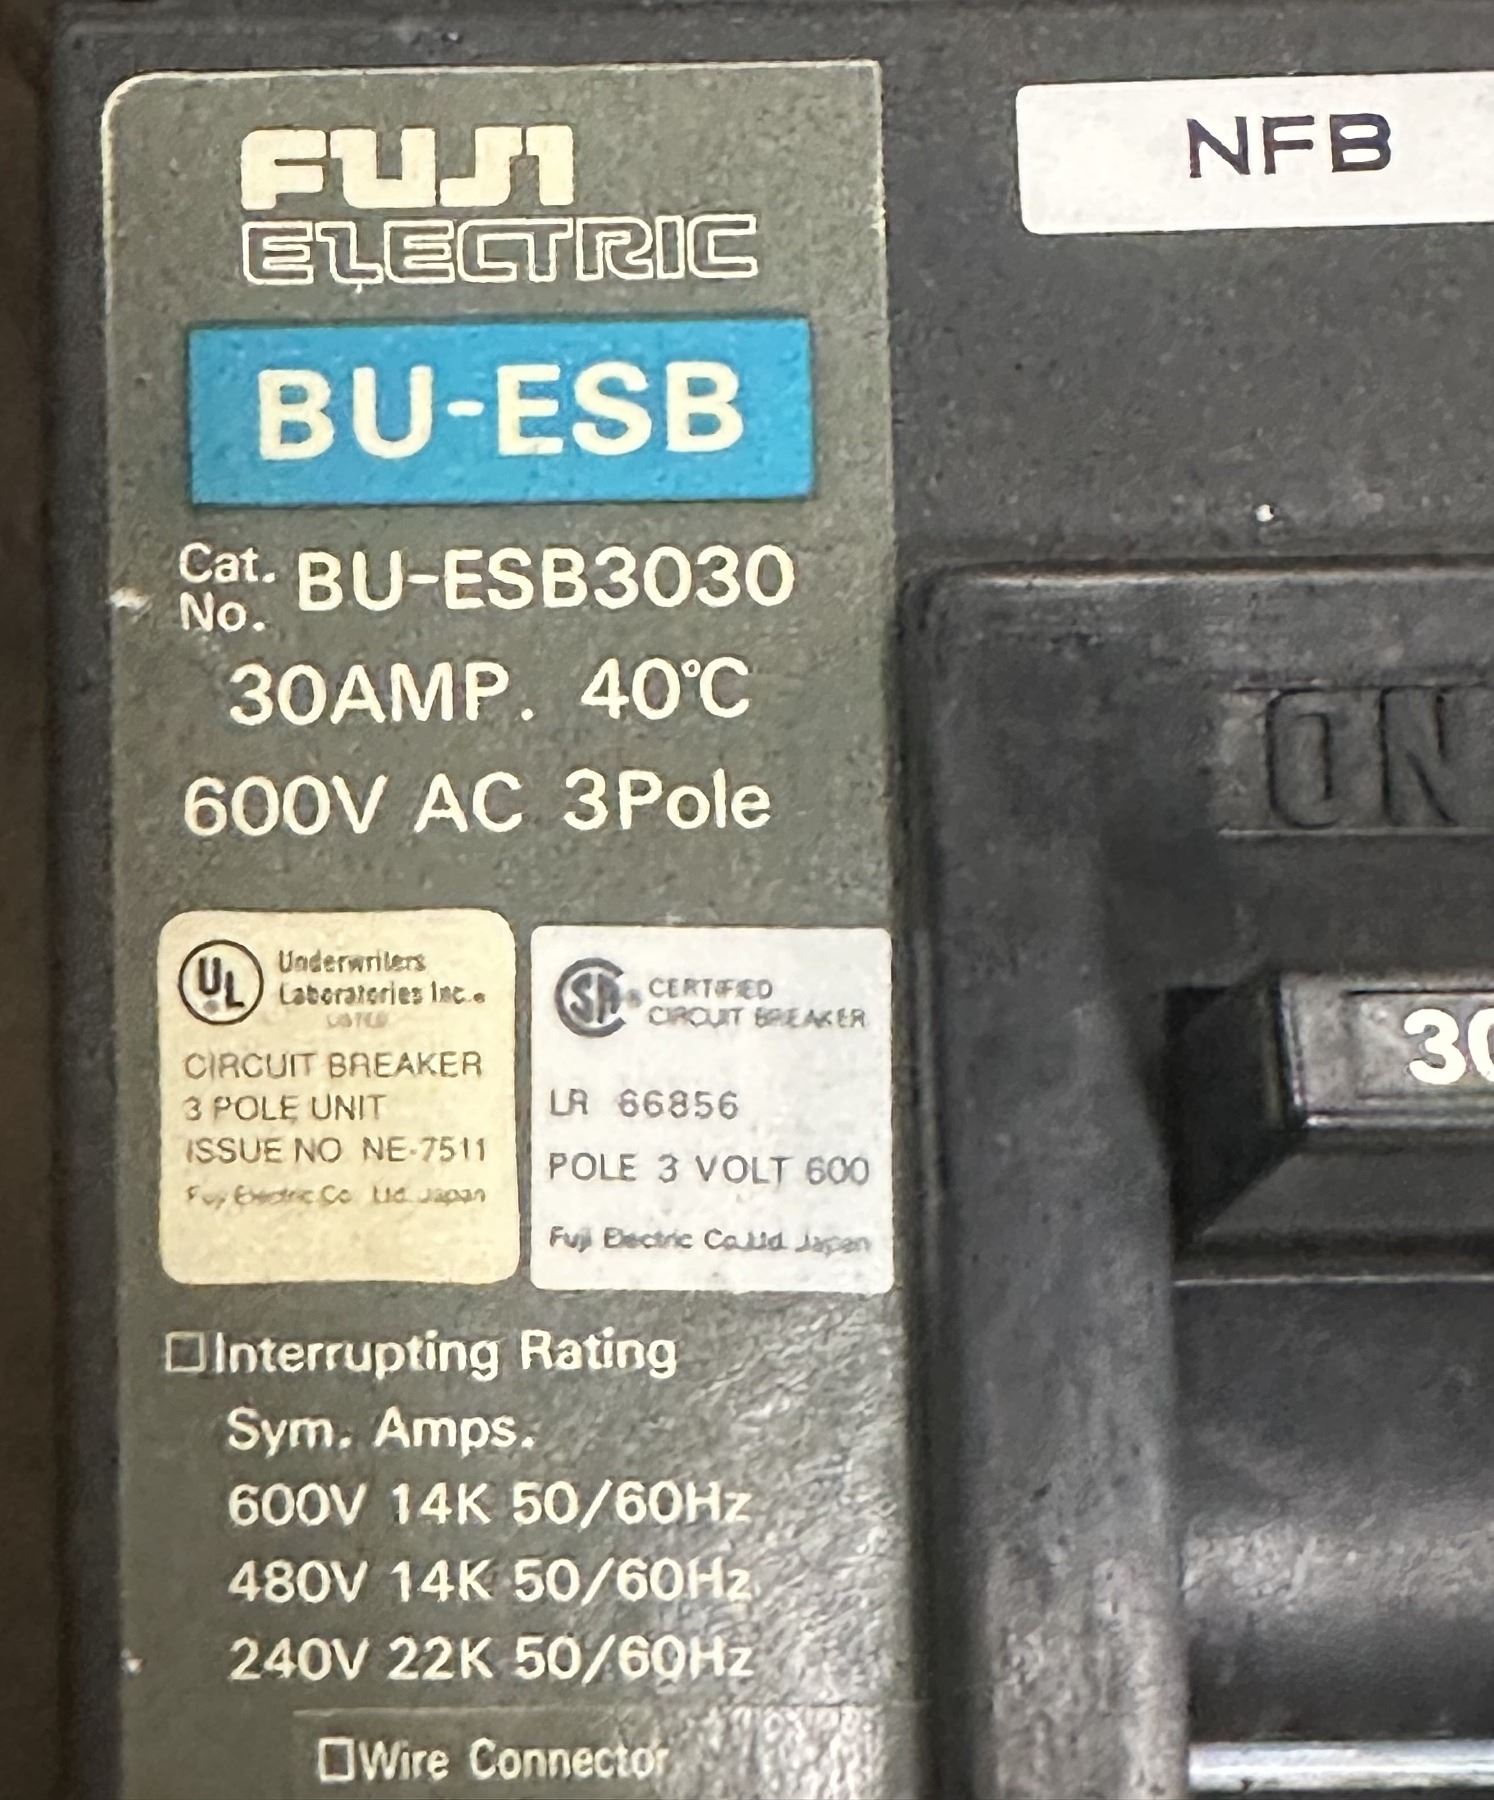 FUJI
ELECTRIC
NFB
BU-ESB
Cat. No. BU-ESB3030
30AMP. 40°C
600V AC 3Pole
ON
30
UL Underwriters
Laboratories Inc.®
LISTED
CIRCUIT BREAKER
3 POLE UNIT
ISSUE NO NE-7511
Fuji Electric Co Ltd. Japan
SA® CERTIFIED
CIRCUIT BREAKER
LR 66856
POLE 3 VOLT 600
Fuji Electric Co.Ltd. Japan
□Interrupting Rating
Sym. Amps.
600V 14K 50/60Hz
480V 14K 50/60Hz
240V 22K 50/60Hz
□Wire Connector